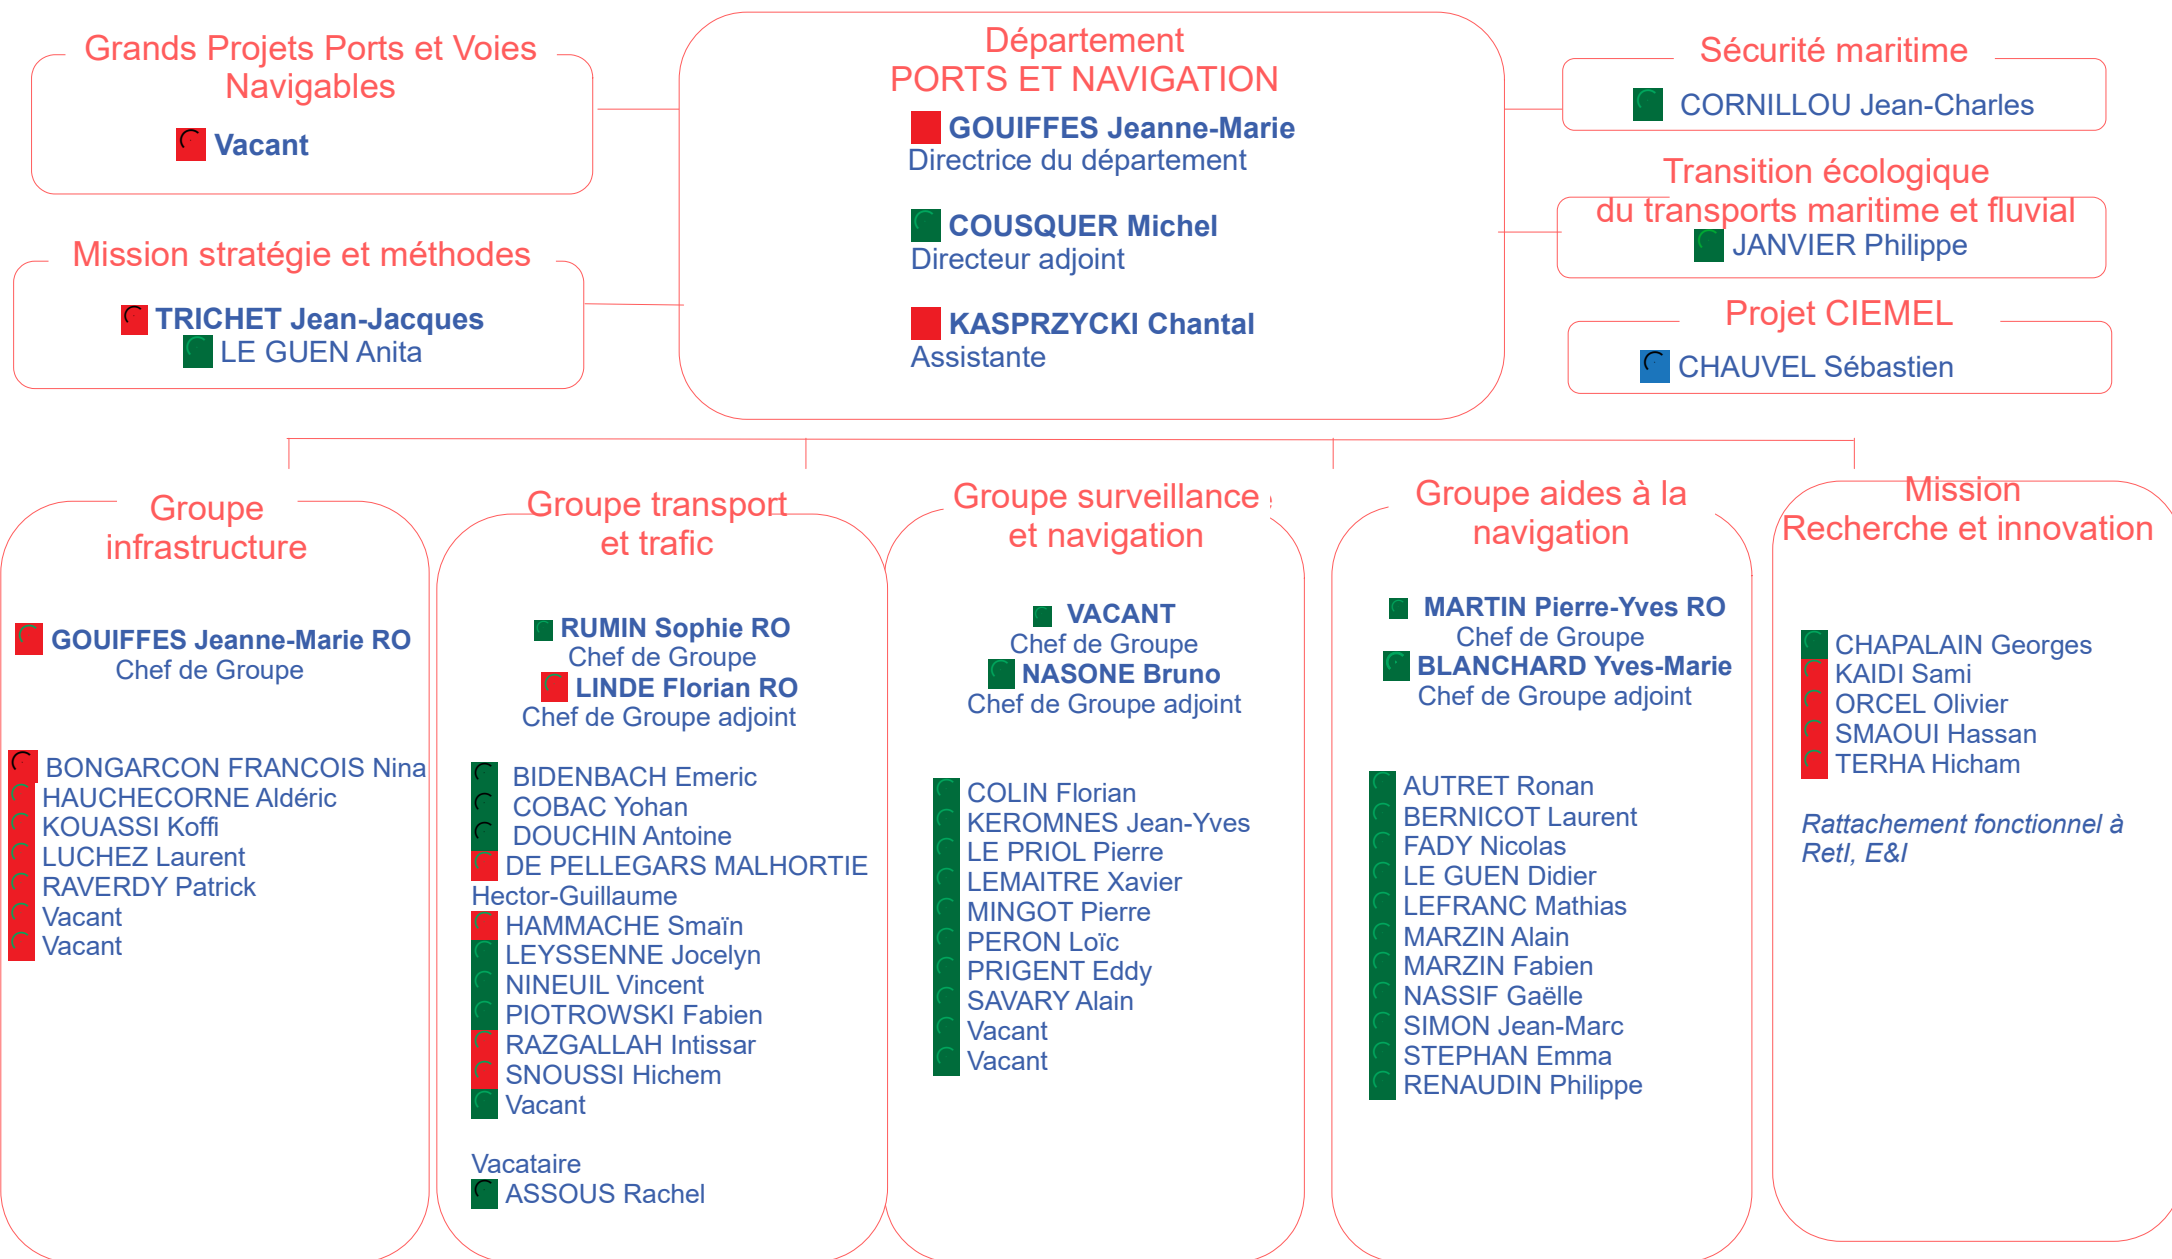 Grands Projets Ports et Voies
Navigables
Vacant
Mission stratégie et méthodes
TRICHET Jean-Jacques
LE GUEN Anita
Département
PORTS ET NAVIGATION
GOUIFFES Jeanne-Marie
Directrice du département
COUSQUER Michel
Directeur adjoint
KASPRZYCKI Chantal
Assistante
Sécurité maritime
CORNILLOU Jean-Charles
Transition écologique
du transports maritime et fluvial
JANVIER Philippe
Projet CIEMEL
CHAUVEL Sébastien
Groupe
infrastructure
GOUIFFES Jeanne-Marie RO
Chef de Groupe
BONGARCON FRANCOIS Nina
HAUCHECORNE Aldéric
KOUASSI Koffi
LUCHEZ Laurent
RAVERDY Patrick
Vacant
Vacant
Groupe transport
et trafic
RUMIN Sophie RO
Chef de Groupe
LINDE Florian RO
Chef de Groupe adjoint
BIDENBACH Emeric
COBAC Yohan
DOUCHIN Antoine
DE PELLEGARS MALHORTIE
Hector-Guillaume
HAMMACHE Smaïn
LEYSSENNE Jocelyn
NINEUIL Vincent
PIOTROWSKI Fabien
RAZGALLAH Intissar
SNOUSSI Hichem
Vacant
Vacataire
ASSOUS Rachel
Groupe surveillance
et navigation
VACANT
Chef de Groupe
NASONE Bruno
Chef de Groupe adjoint
COLIN Florian
KEROMNES Jean-Yves
LE PRIOL Pierre
LEMAITRE Xavier
MINGOT Pierre
PERON Loïc
PRIGENT Eddy
SAVARY Alain
Vacant
Vacant
Groupe aides à la
navigation
MARTIN Pierre-Yves RO
Chef de Groupe
BLANCHARD Yves-Marie
Chef de Groupe adjoint
AUTRET Ronan
BERNICOT Laurent
FADY Nicolas
LE GUEN Didier
LEFRANC Mathias
MARZIN Alain
MARZIN Fabien
NASSIF Gaëlle
SIMON Jean-Marc
STEPHAN Emma
RENAUDIN Philippe
Mission
Recherche et innovation
CHAPALAIN Georges
KAIDI Sami
ORCEL Olivier
SMAOUI Hassan
TERHA Hicham
Rattachement fonctionnel à
RetI, E&I